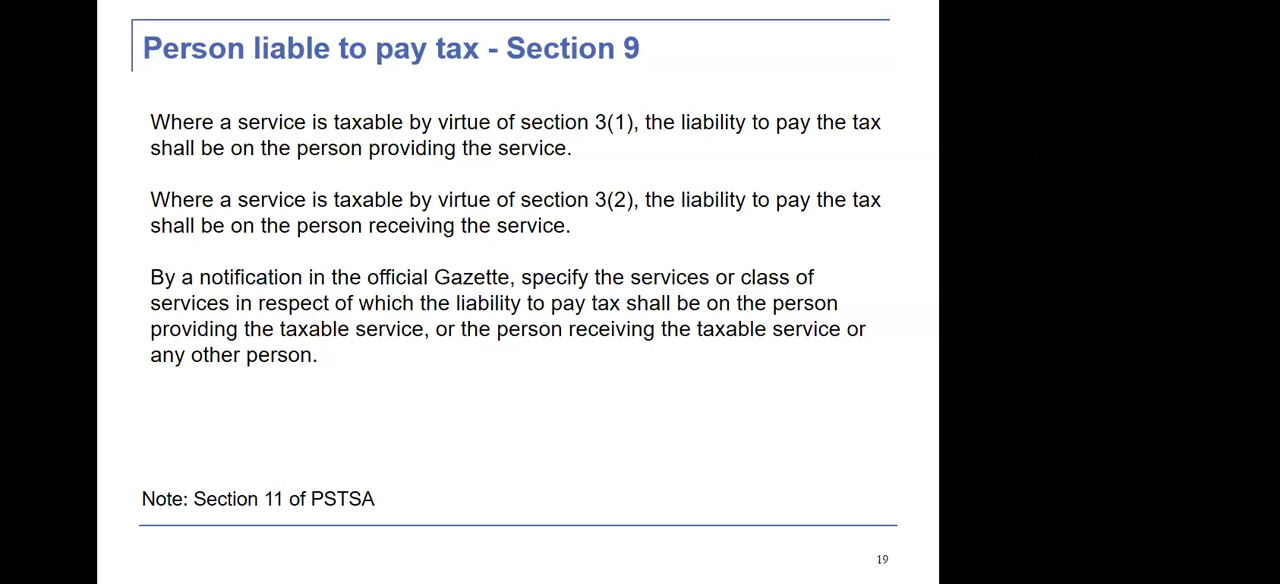 Person liable to pay tax - Section 9
Where a service is taxable by virtue of section 3(1), the liability to pay the tax
shall be on the person providing the service.
Where a service is taxable by virtue of section 3(2), the liability to pay the tax
shall be on the person receiving the service.
By a notification in the official Gazette, specify the services or class of
services in respect of which the liability to pay tax shall be on the person
providing the taxable service, or the person receiving the taxable service or
any other person.
Note: Section 11 of PSTSA
19